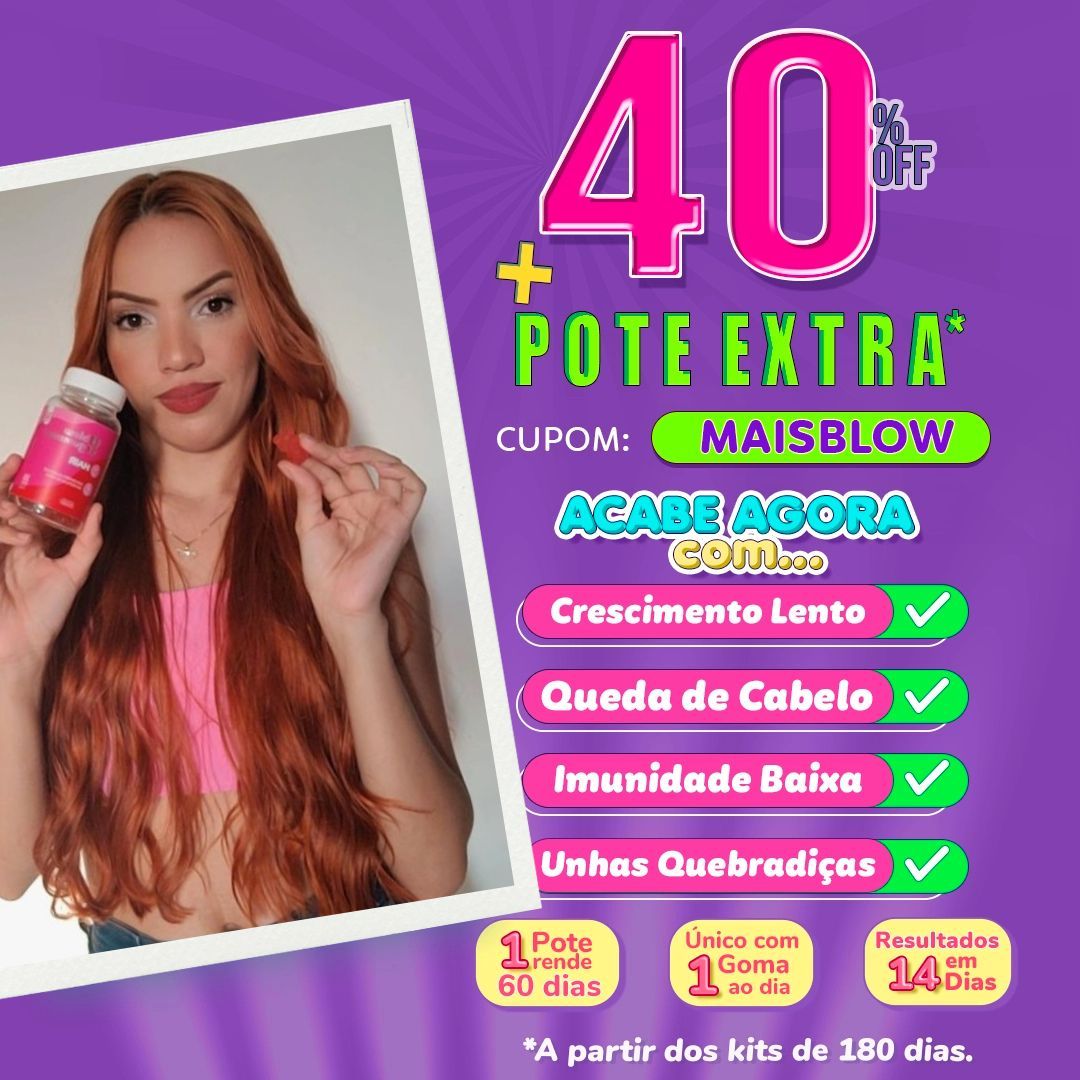 40
%
OFF
+
POTE EXTRA*
CUPOM: MAISBLOW
ACABE AGORA
com...
Crescimento Lento
Queda de Cabelo
Imunidade Baixa
Unhas Quebradiças
1 Pote
rende
60 dias
Único com
1 Goma
ao dia
Resultados
14 em
Dias
*A partir dos kits de 180 dias.
HAIR